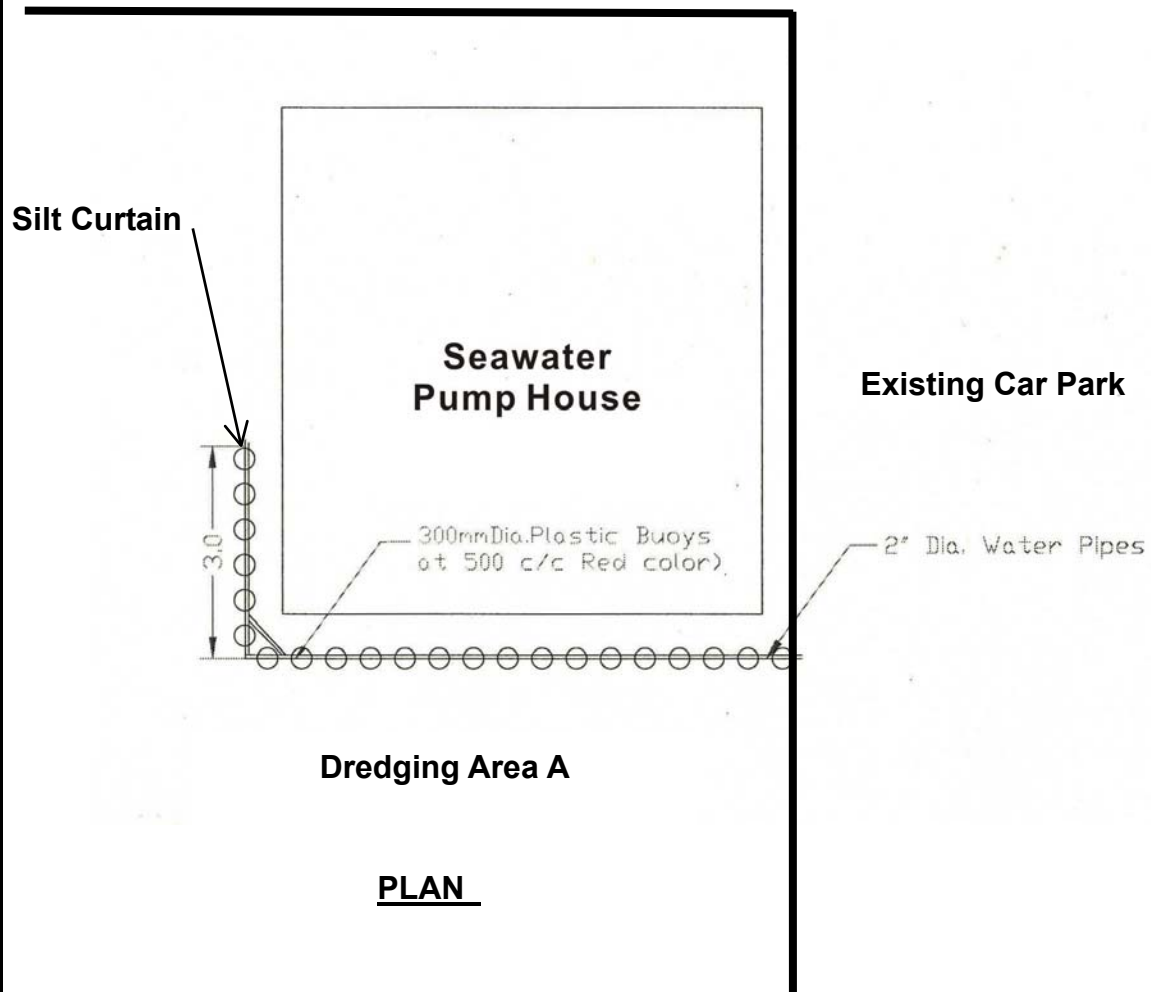 Silt Curtain
Seawater
Pump House
Existing Car Park
3.0
300mmDia.Plastic Buoys
at 500 c/c Red color)
2" Dia. Water Pipes
Dredging Area A
PLAN